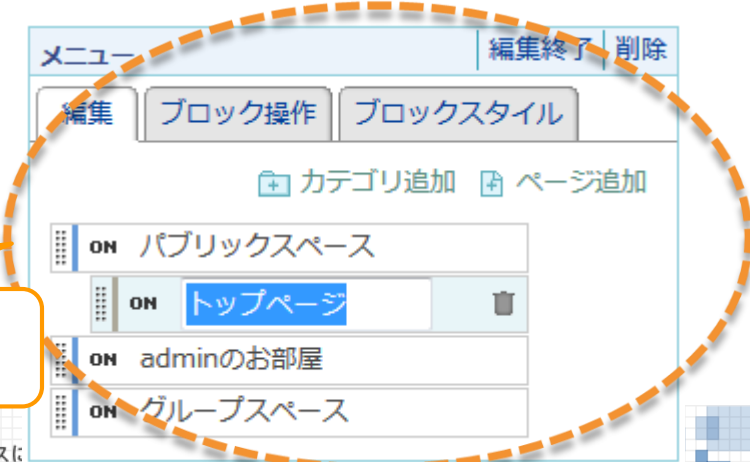 メニュー 編集終了 削除
編集 ブロック操作 ブロックスタイル
カテゴリ追加 ページ追加
ON パブリックスペース
ON トップページ
ON adminのお部屋
ON グループスペース
スに